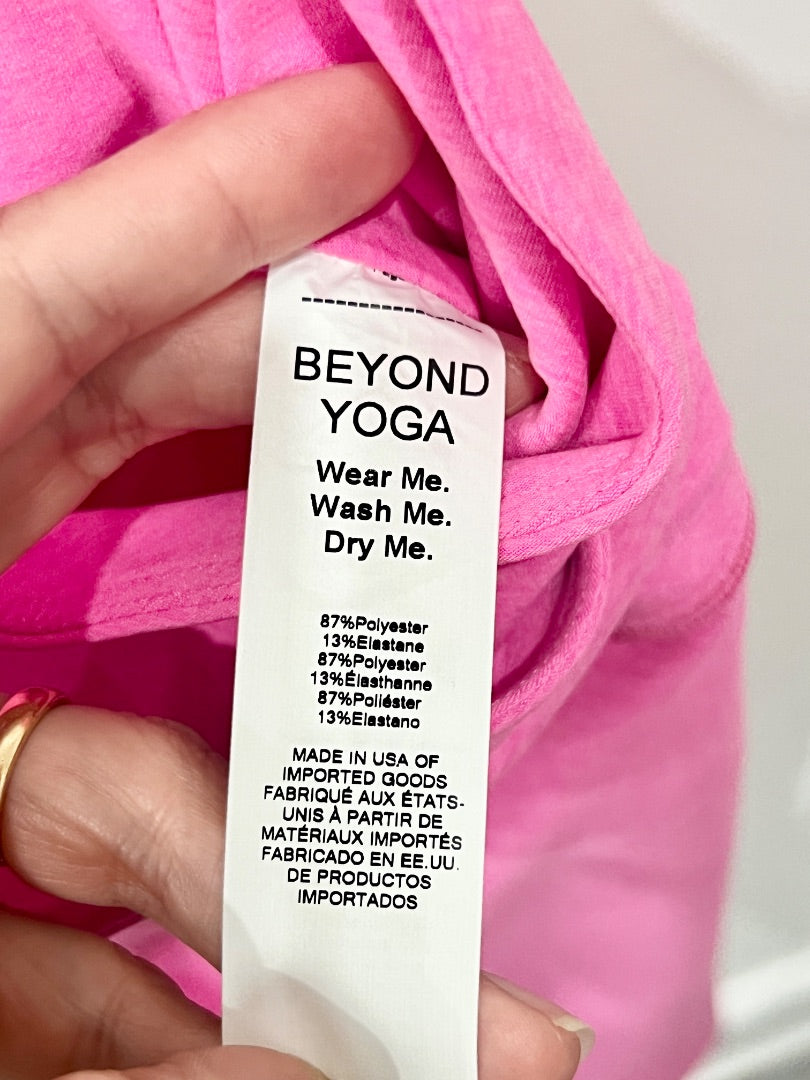 BEYOND
YOGA
Wear Me.
Wash Me.
Dry Me.
87%Polyester
13%Elastane
87%Polyester
13%Élasthanne
87%Poliéster
13%Elastano
MADE IN USA OF
IMPORTED GOODS
FABRIQUÉ AUX ÉTATS-
UNIS À PARTIR DE
MATÉRIAUX IMPORTÉS
FABRICADO EN EE.UU.
DE PRODUCTOS
IMPORTADOS